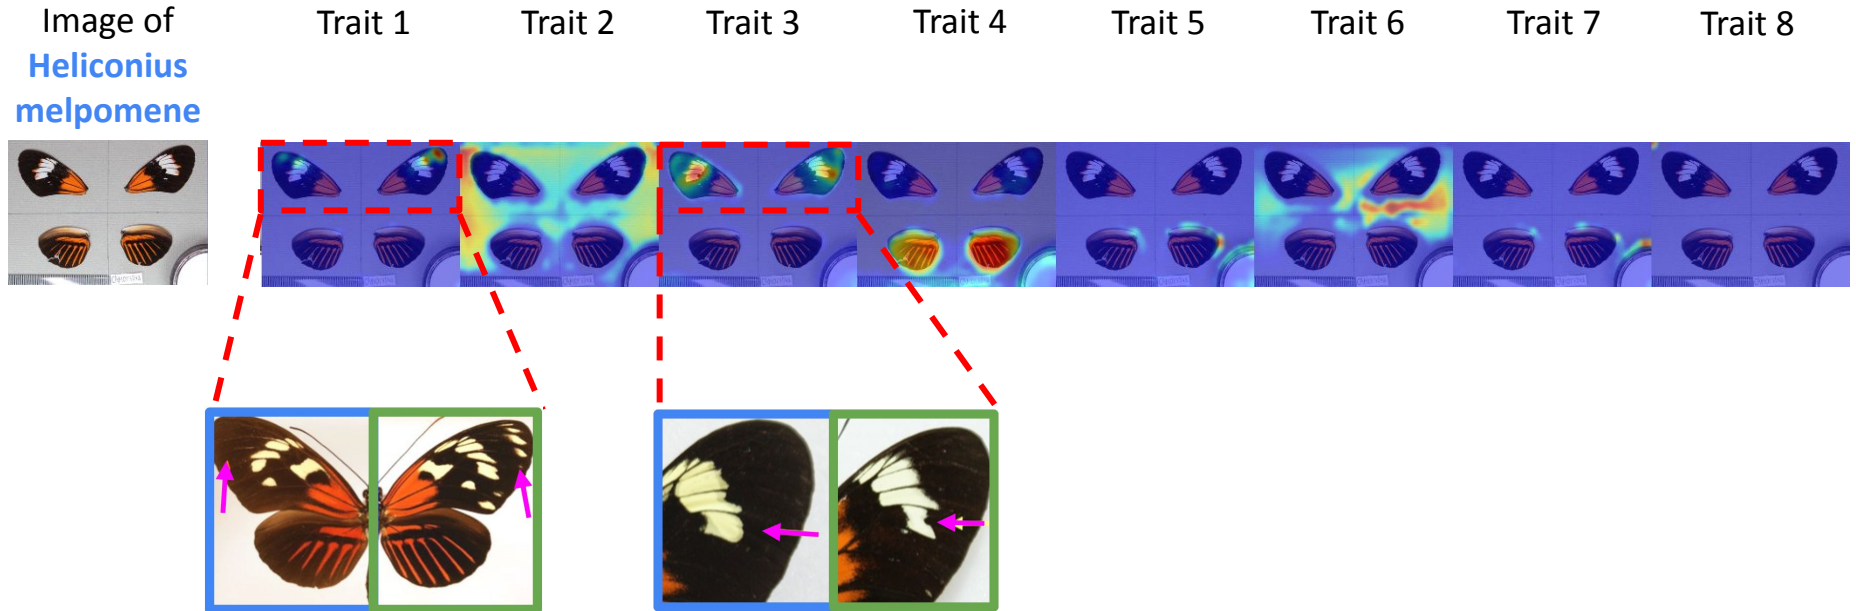 Image of
Heliconius
melpomene
Trait 1
Trait 2
Trait 3
Trait 4
Trait 5
Trait 6
Trait 7
Trait 8